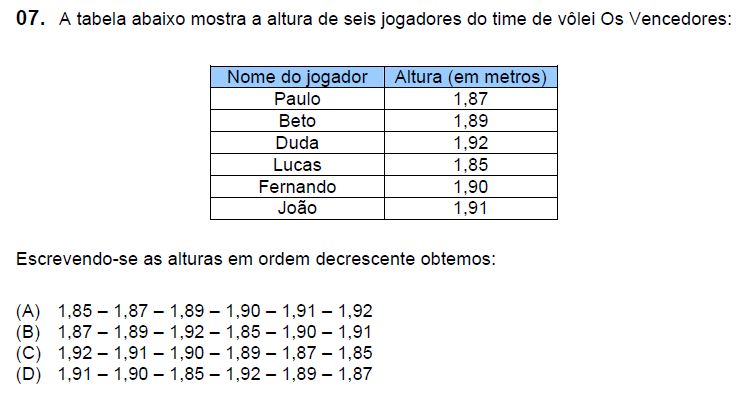 07. A tabela abaixo mostra a altura de seis jogadores do time de vôlei Os Vencedores:
Nome do jogador Altura (em metros)
Paulo 1,87
Beto 1,89
Duda 1,92
Lucas 1,85
Fernando 1,90
João 1,91
Escrevendo-se as alturas em ordem decrescente obtemos:
(A) 1,85 – 1,87 – 1,89 – 1,90 – 1,91 – 1,92
(B) 1,87 – 1,89 – 1,92 – 1,85 – 1,90 – 1,91
(C) 1,92 – 1,91 – 1,90 – 1,89 – 1,87 – 1,85
(D) 1,91 – 1,90 – 1,85 – 1,92 – 1,89 – 1,87